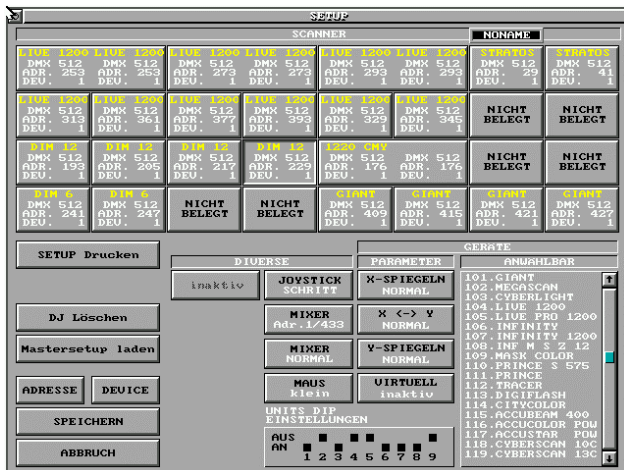 SETUP
SCANNER NONAME
LIVE 1200 LIVE 1200 LIVE 1200 LIVE 1200 LIVE 1200 LIVE 1200 STRATOS STRATOS
DMX 512 DMX 512 DMX 512 DMX 512 DMX 512 DMX 512 DMX 512 DMX 512
ADR. 253 ADR. 253 ADR. 273 ADR. 273 ADR. 293 ADR. 293 ADR. 29 ADR. 41
DEV. 1 DEV. 1 DEV. 1 DEV. 1 DEV. 1 DEV. 1 DEV. 1 DEV. 1
LIVE 1200 LIVE 1200 LIVE 1200 LIVE 1200 LIVE 1200 LIVE 1200
DMX 512 DMX 512 DMX 512 DMX 512 DMX 512 DMX 512 NICHT NICHT
ADR. 313 ADR. 361 ADR. 377 ADR. 393 ADR. 329 ADR. 345 BELEGT BELEGT
DEV. 1 DEV. 1 DEV. 1 DEV. 1 DEV. 1 DEV. 1
DIM 12 DIM 12 DIM 12 DIM 12 1220 CMY
DMX 512 DMX 512 DMX 512 DMX 512 DMX 512 DMX 512 NICHT NICHT
ADR. 193 ADR. 205 ADR. 217 ADR. 229 ADR. 176 ADR. 176 BELEGT BELEGT
DEV. 1 DEV. 1 DEV. 1 DEV. 1 DEV. 1 DEV. 1
DIM 6 DIM 6 GIANT GIANT GIANT GIANT
DMX 512 DMX 512 NICHT NICHT DMX 512 DMX 512 DMX 512 DMX 512
ADR. 241 ADR. 247 BELEGT BELEGT ADR. 409 ADR. 415 ADR. 421 ADR. 427
DEV. 1 DEV. 1 DEV. 1 DEV. 1 DEV. 1 DEV. 1
SETUP Drucken
DJ Löschen
Mastersetup laden
ADRESSE DEVICE
SPEICHERN
ABBRUCH
DIVERSE
inaktiv
JOYSTICK
SCHRITT
MIXER
Adr.1/433
MIXER
NORMAL
MAUS
klein
UNITS DIP
EINSTELLUNGEN
AUS
AN
1 2 3 4 5 6 7 8 9
GERÄTE
PARAMETER
X-SPIEGELN
NORMAL
X <-> Y
NORMAL
Y-SPIEGELN
NORMAL
VIRTUELL
inaktiv
ANWÄHLBAR
101.GIANT
102.MEGASCAN
103.CYBERLIGHT
104.LIVE 1200
105.LIVE PRO 1200
106.INFINITY
107.INFINITY 1200
108.INF M S Z 12
109.MASK COLOR
110.PRINCE S 575
111.PRINCE
112.TRACER
113.DIGIFLASH
114.CITYCOLOR
115.ACCUBEAM 400
116.ACCUCOLOR POW
117.ACCUSTAR POW
118.CYBERSCAN 10C
119.CYBERSCAN 13C